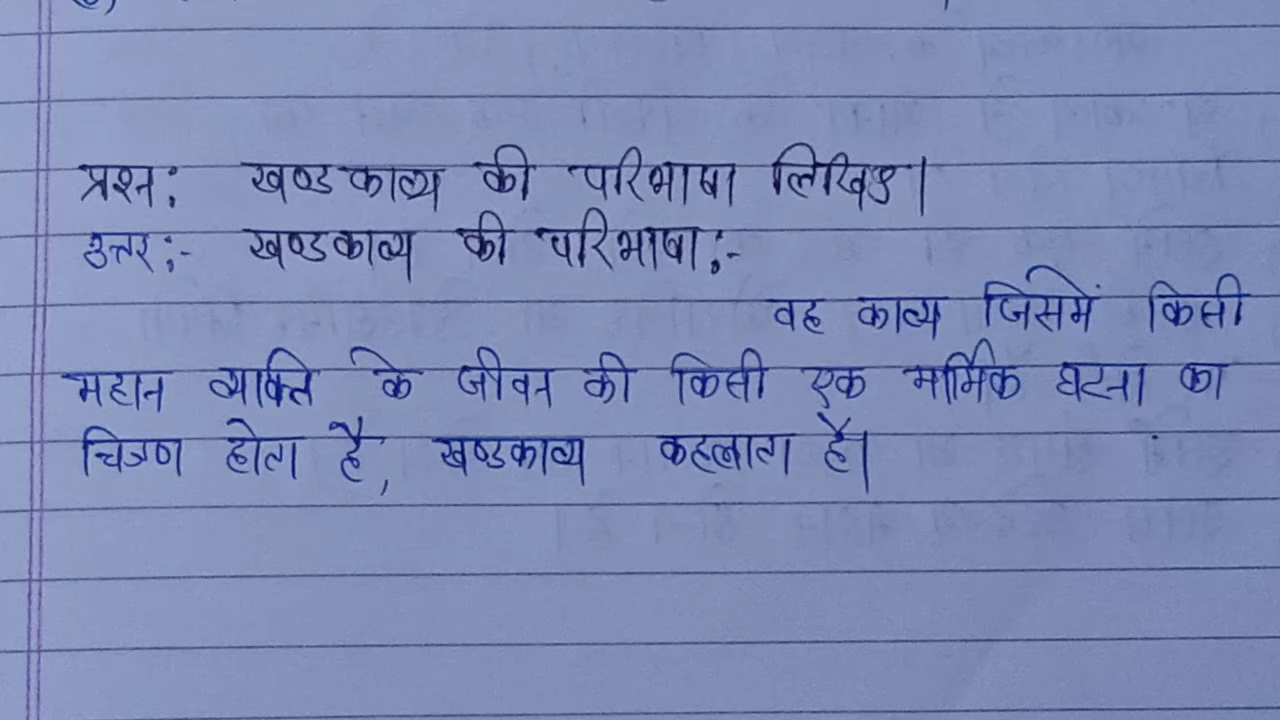 प्रश्न: खण्डकाव्य की परिभाषा लिखिए।
उत्तर:- खण्डकाव्य की परिभाषा:-
वह काव्य जिसमें किसी
महान व्यक्ति के जीवन की किसी एक मार्मिक घटना का
चित्रण होता है, खण्डकाव्य कहलाता है।